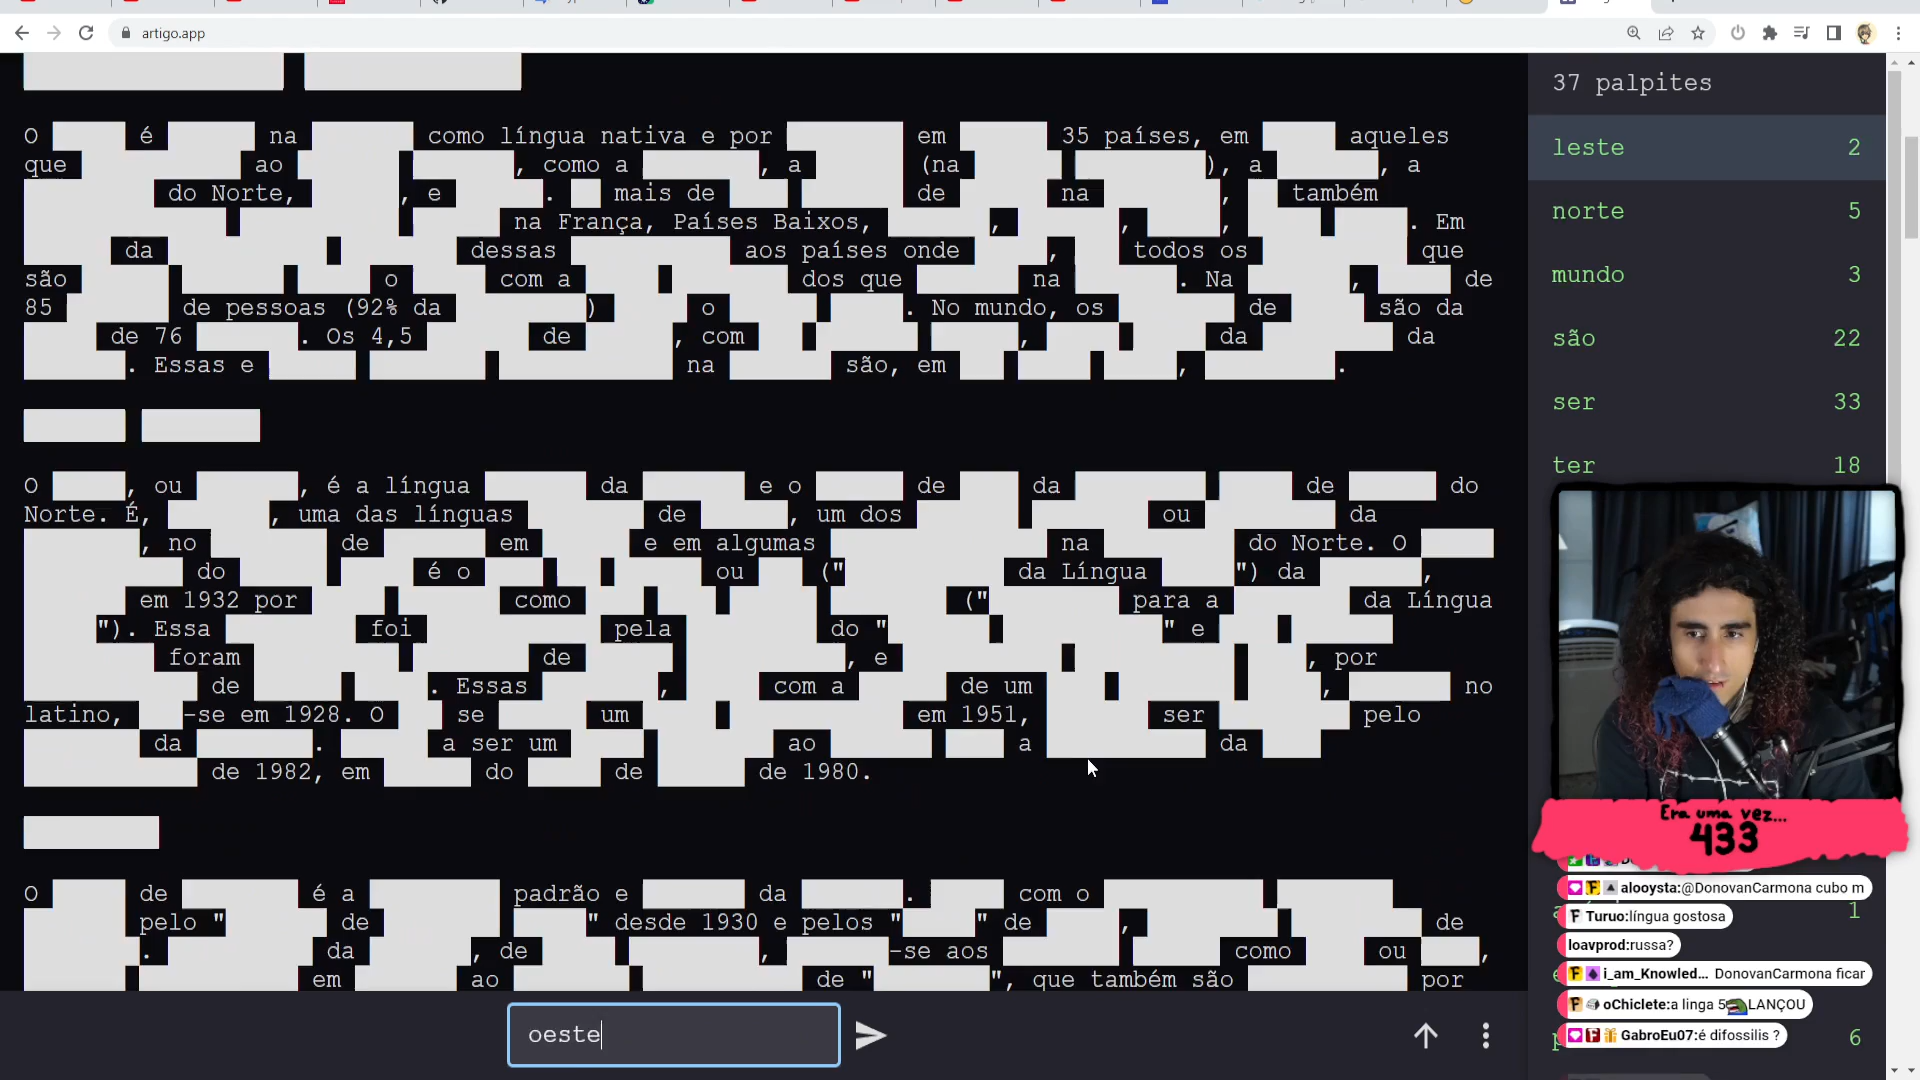 artigo.app
37 palpites
O é na como língua nativa e por em 35 países, em aqueles
que ao , como a , a (na ), a , a
do Norte, , e . mais de de na , também
na França, Países Baixos, , , , . Em
da dessas aos países onde , todos os que
são o com a dos que na . Na , de
85 de pessoas (92% da ) o . No mundo, os de são da
de 76 . Os 4,5 de , com , da da
. Essas e na são, em , .
O , ou , é a língua da e o de da de do
Norte. É, , uma das línguas de , um dos ou da
, no de em e em algumas na do Norte. O
do é o ou (" da Língua ") da ,
em 1932 por como (" para a da Língua
"). Essa foi pela do " " e
foram de , e , por
de . Essas , com a de um , no
latino, -se em 1928. O se um em 1951, ser pelo
da . a ser um ao a da
de 1982, em do de de 1980.
O de é a padrão e da . com o
pelo " de " desde 1930 e pelos " " de , de
. da , de , -se aos como ou ,
em ao de " ", que também são por
leste 2
norte 5
mundo 3
são 22
ser 33
ter 18
Era uma vez...
433
alooysta:@DonovanCarmona cubo m
1
Turuo:língua gostosa
loavprod:russa?
i_am_Knowled... DonovanCarmona ficar
oChiclete:a linga 5 LANÇOU
GabroEu07:é difossilis ?
6
oeste